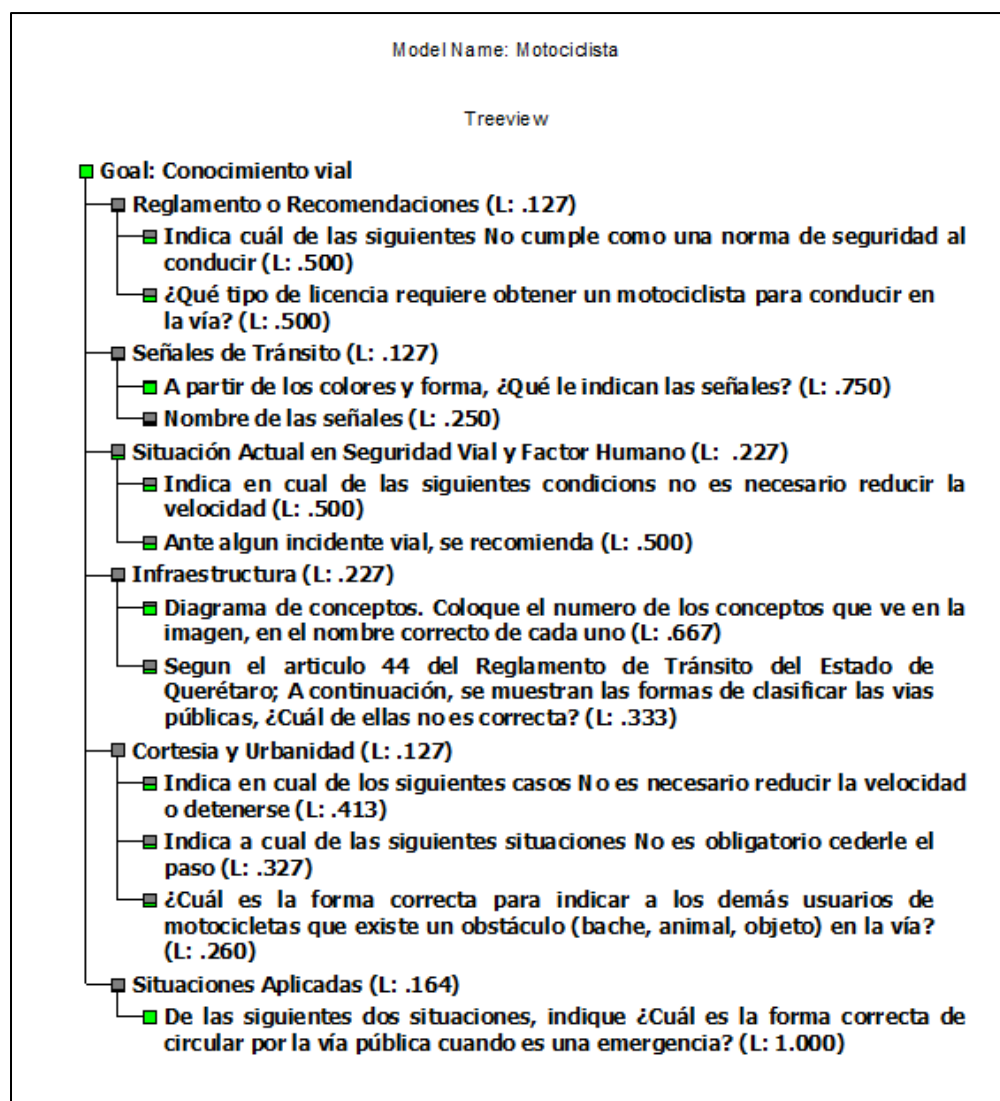 Model Name: Motociclista
Treeview
Goal: Conocimiento vial
Reglamento o Recomendaciones (L: .127)
Indica cuál de las siguientes No cumple como una norma de seguridad al
conducir (L: .500)
¿Qué tipo de licencia requiere obtener un motociclista para conducir en
la vía? (L: .500)
Señales de Tránsito (L: .127)
A partir de los colores y forma, ¿Qué le indican las señales? (L: .750)
Nombre de las señales (L: .250)
Situación Actual en Seguridad Vial y Factor Humano (L: .227)
Indica en cual de las siguientes condicions no es necesario reducir la
velocidad (L: .500)
Ante algun incidente vial, se recomienda (L: .500)
Infraestructura (L: .227)
Diagrama de conceptos. Coloque el numero de los conceptos que ve en la
imagen, en el nombre correcto de cada uno (L: .667)
Segun el articulo 44 del Reglamento de Tránsito del Estado de
Querétaro; A continuación, se muestran las formas de clasificar las vias
públicas, ¿Cuál de ellas no es correcta? (L: .333)
Cortesia y Urbanidad (L: .127)
Indica en cual de los siguientes casos No es necesario reducir la velocidad
o detenerse (L: .413)
Indica a cual de las siguientes situaciones No es obligatorio cederle el
paso (L: .327)
¿Cuál es la forma correcta para indicar a los demás usuarios de
motocicletas que existe un obstáculo (bache, animal, objeto) en la vía?
(L: .260)
Situaciones Aplicadas (L: .164)
De las siguientes dos situaciones, indique ¿Cuál es la forma correcta de
circular por la vía pública cuando es una emergencia? (L: 1.000)